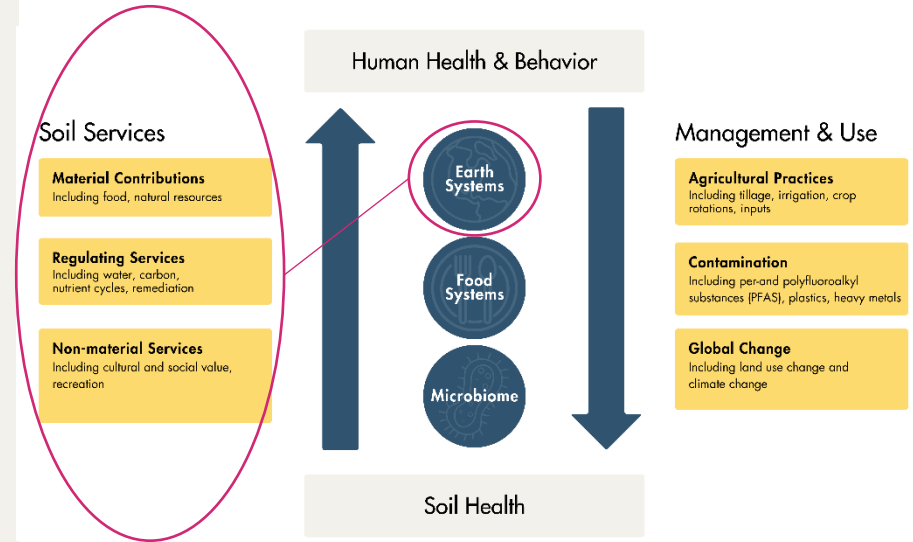 Human Health & Behavior
Soil Services
Material Contributions
Including food, natural resources
Regulating Services
Including water, carbon,
nutrient cycles, remediation
Non-material Services
Including cultural and social value,
recreation
Earth
Systems
Food
Systems
Microbiome
Management & Use
Agricultural Practices
Including tillage, irrigation, crop
rotations, inputs
Contamination
Including per-and polyfluoroalkyl
substances (PFAS), plastics, heavy metals
Global Change
Including land use change and
climate change
Soil Health